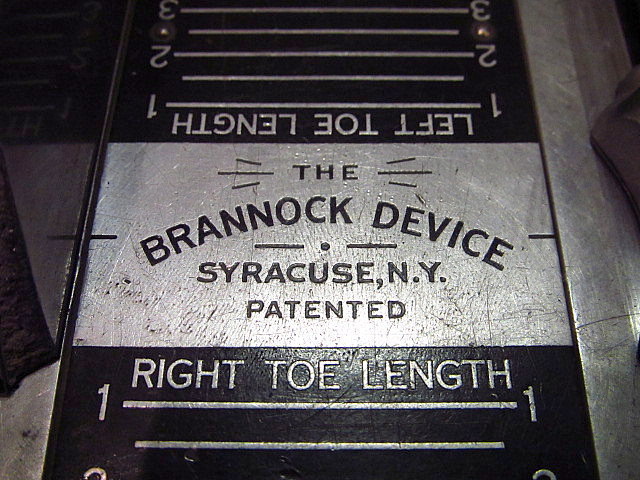 3 3
2 2
1 1
LEFT TOE LENGTH
THE
BRANNOCK DEVICE
SYRACUSE, N.Y.
PATENTED
RIGHT TOE LENGTH
1 1